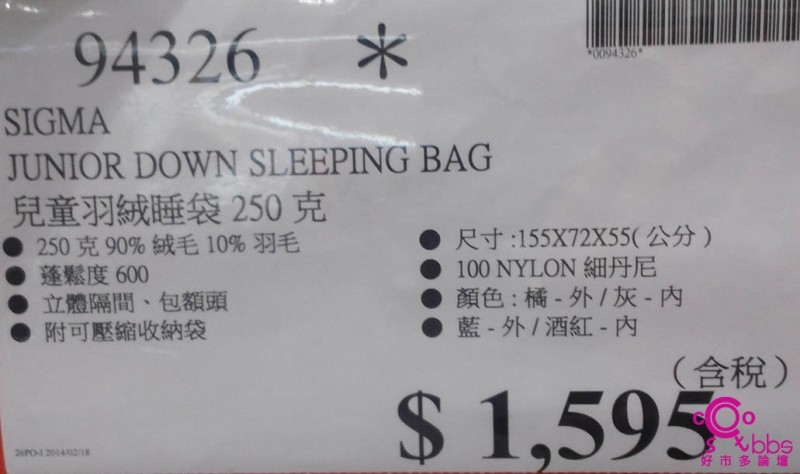 94326 *
*0094326*
SIGMA
JUNIOR DOWN SLEEPING BAG
兒童羽絨睡袋 250 克
● 250 克 90% 絨毛 10% 羽毛
● 蓬鬆度 600
● 立體隔間、包額頭
● 附可壓縮收納袋
● 尺寸 :155X72X55( 公分 )
● 100 NYLON 細丹尼
● 顏色 : 橘 - 外 / 灰 - 內
● 藍 - 外 / 酒紅 - 內
（含稅）
$ 1,595
26PO-1 2014/02/18
Costbbs
好市多論壇